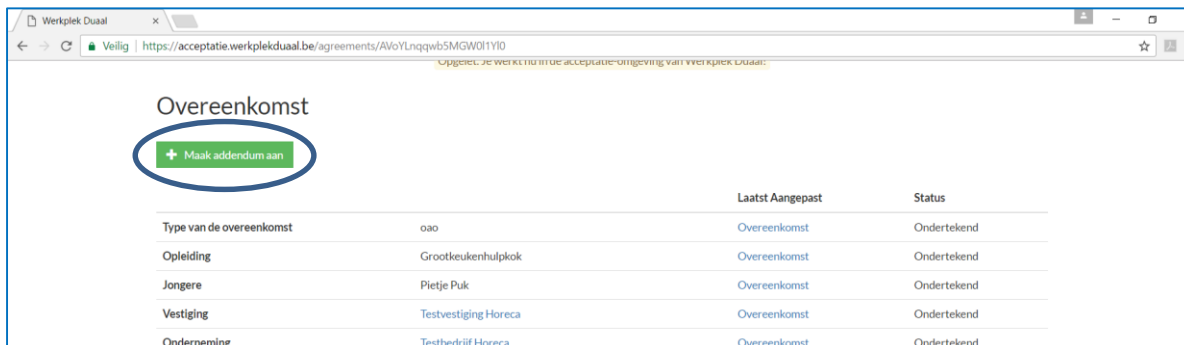 Werkplek Duaal
Veilig | https://acceptatie.werkplekduaal.be/agreements/AVoYLnqqwb5MGW0l1Yl0
Opgelet. Je werkt nu in de acceptatie-omgeving van Werkplek Duaal!
Overeenkomst
+ Maak addendum aan
Laatst Aangepast Status
Type van de overeenkomst oao Overeenkomst Ondertekend
Opleiding Grootkeukenhulpkok Overeenkomst Ondertekend
Jongere Pietje Puk Overeenkomst Ondertekend
Vestiging Testvestiging Horeca Overeenkomst Ondertekend
Onderneming Testbedrijf Horeca Overeenkomst Ondertekend